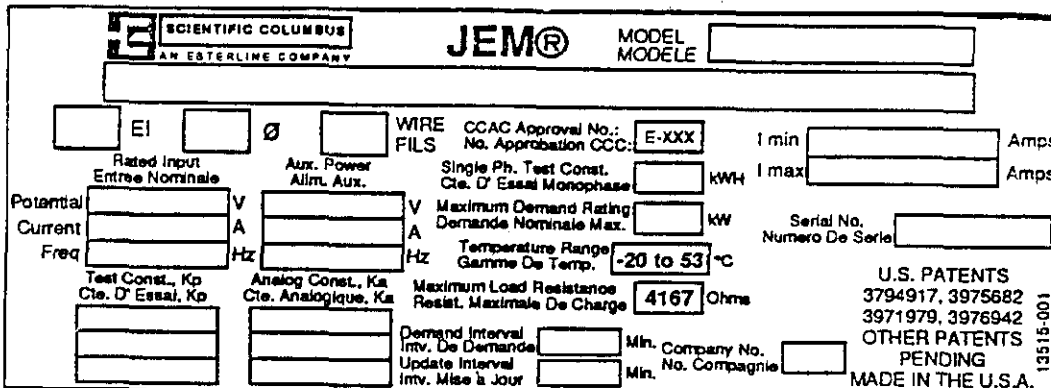 SCIENTIFIC COLUMBUS
AN ESTERLINE COMPANY
JEM®
MODEL
MODELE
EI
Ø
WIRE
FILS
CCAC Approval No.:
No. Approbation CCC:
E-XXX
I min
Amps
I max
Amps
Rated Input
Entree Nominale
Aux. Power
Alim. Aux.
Single Ph. Test Const.
Cte. D' Essai Monophase
kWH
Potential
V
V
Current
A
A
Freq
Hz
Hz
Maximum Demand Rating
Demande Nominale Max.
kW
Serial No.
Numero De Serie
Temperature Range
Gamme De Temp.
-20 to 53
°C
Test Const., Kp
Cte. D' Essai, Kp
Analog Const., Ka
Cte. Analogique, Ka
Maximum Load Resistance
Resist. Maximale De Charge
4167
Ohms
Demand Interval
Intv. De Demande
Min.
Update Interval
Intv. Mise à Jour
Min.
Company No.
No. Compagnie
U.S. PATENTS
3794917, 3975682
3971979, 3976942
OTHER PATENTS
PENDING
MADE IN THE U.S.A.
13515-001